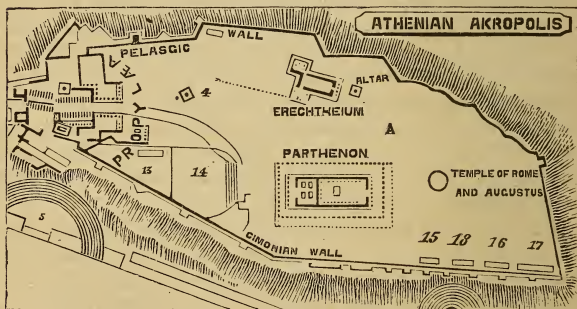 ATHENIAN AKROPOLIS
PELASGIC
WALL
PROPYLÆA
4
ALTAR
ERECHTHEIUM
A
PARTHENON
13
14
TEMPLE OF ROME
AND AUGUSTUS
5
CIMONIAN WALL
15 18 16 17